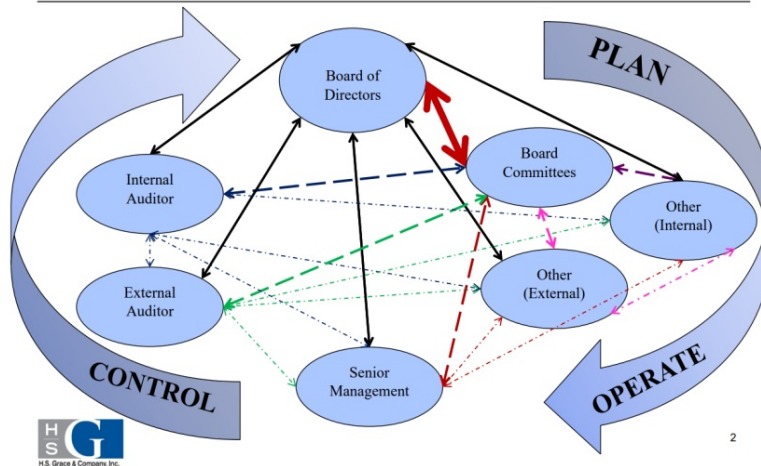 PLAN
Board of
Directors
Board
Committees
Internal
Auditor
Other
(Internal)
External
Auditor
Other
(External)
Senior
Management
CONTROL
OPERATE
2
H
S
G
H.S. Grace & Company, Inc.